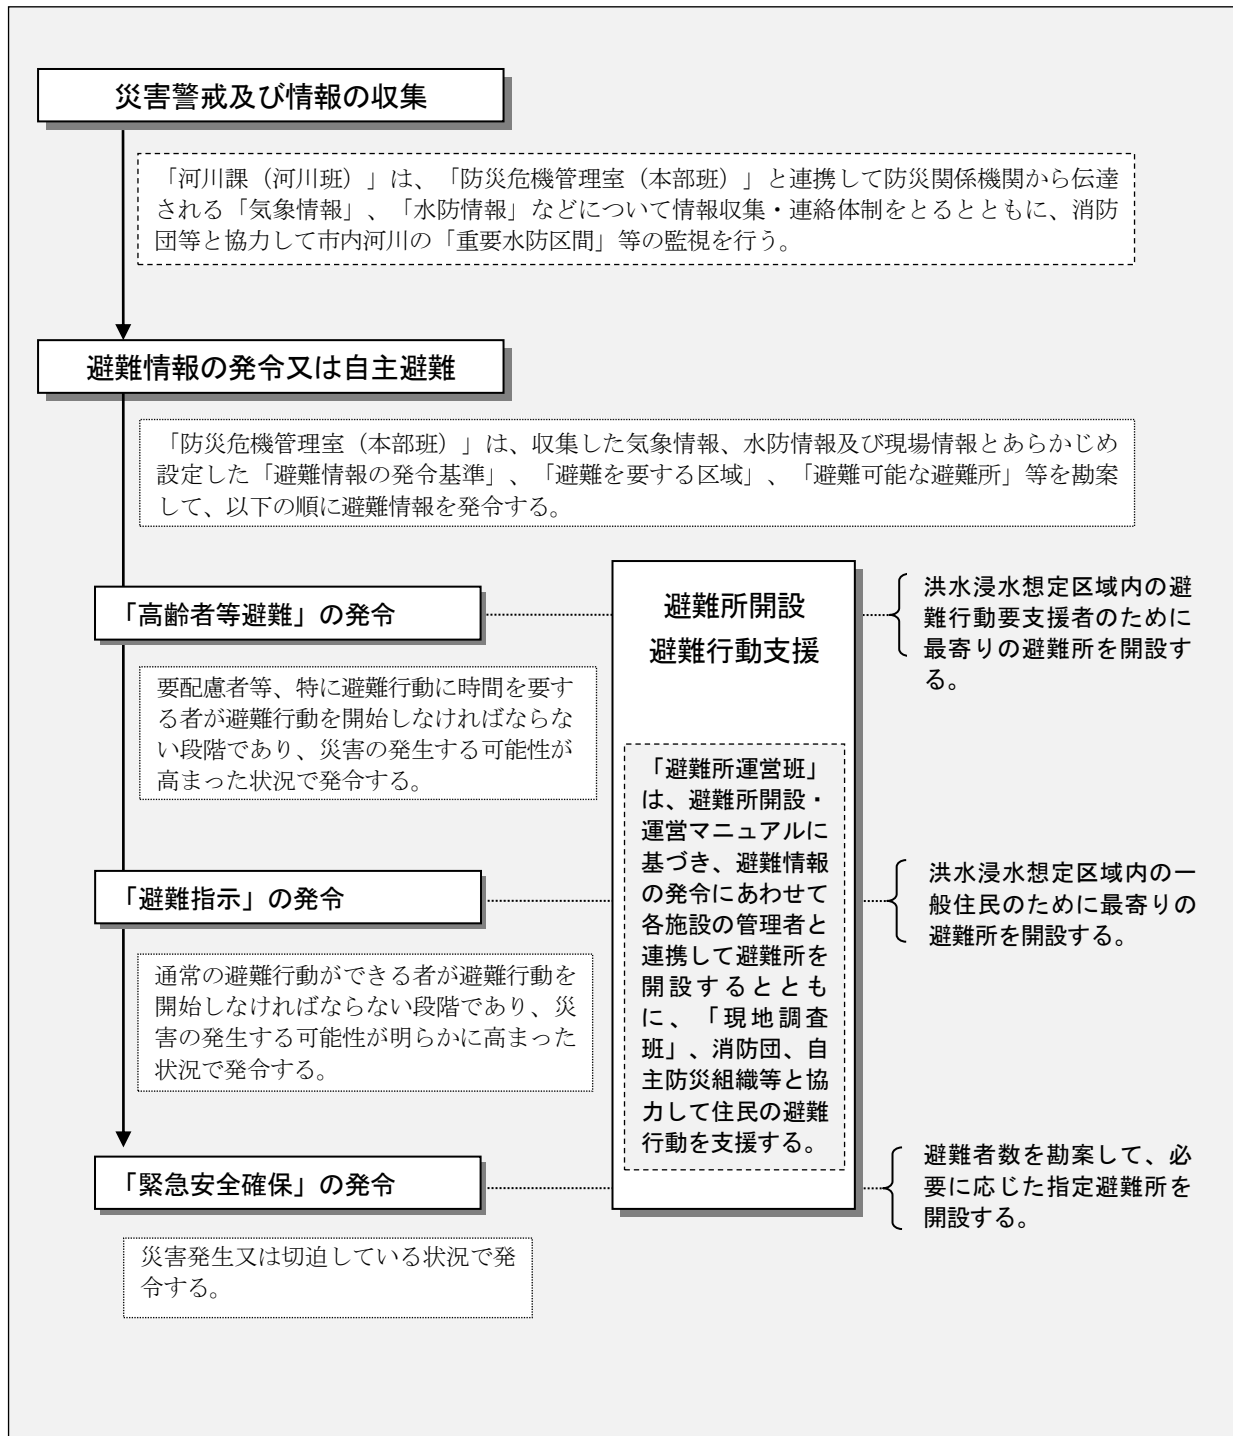 災害警戒及び情報の収集
「河川課（河川班）」は、「防災危機管理室（本部班）」と連携して防災関係機関から伝達
される「気象情報」、「水防情報」などについて情報収集・連絡体制をとるとともに、消防
団等と協力して市内河川の「重要水防区間」等の監視を行う。
避難情報の発令又は自主避難
「防災危機管理室（本部班）」は、収集した気象情報、水防情報及び現場情報とあらかじめ
設定した「避難情報の発令基準」、「避難を要する区域」、「避難可能な避難所」等を勘案
して、以下の順に避難情報を発令する。
「高齢者等避難」の発令
要配慮者等、特に避難行動に時間を要す
る者が避難行動を開始しなければならな
い段階であり、災害の発生する可能性が
高まった状況で発令する。
「避難指示」の発令
通常の避難行動ができる者が避難行動を
開始しなければならない段階であり、災
害の発生する可能性が明らかに高まった
状況で発令する。
「緊急安全確保」の発令
災害発生又は切迫している状況で発
令する。
避難所開設
避難行動支援
「避難所運営班」
は、避難所開設・
運営マニュアルに
基づき、避難情報
の発令にあわせて
各施設の管理者と
連携して避難所を
開設するととも
に、「現地調査
班」、消防団、自
主防災組織等と協
力して住民の避難
行動を支援する。
洪水浸水想定区域内の避
難行動要支援者のために
最寄りの避難所を開設す
る。
洪水浸水想定区域内の一
般住民のために最寄りの
避難所を開設する。
避難者数を勘案して、必
要に応じた指定避難所を
開設する。